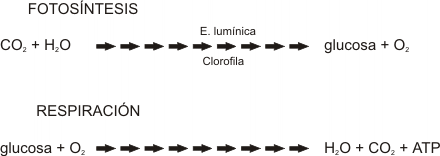 FOTOSÍNTESIS
E. lumínica
CO₂ + H₂O glucosa + O₂
Clorofila
RESPIRACIÓN
glucosa + O₂ H₂O + CO₂ + ATP